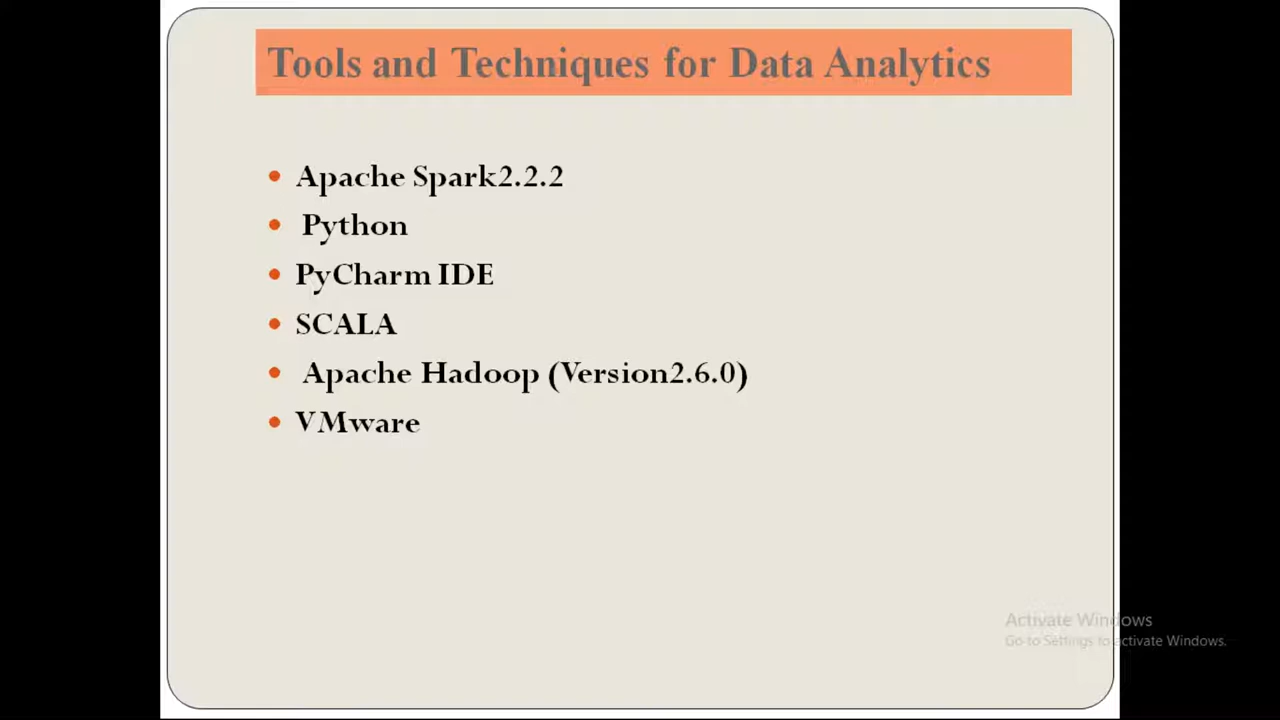 Tools and Techniques for Data Analytics
• Apache Spark2.2.2
• Python
• PyCharm IDE
• SCALA
• Apache Hadoop (Version2.6.0)
• VMware
Activate Windows
Go to Settings to activate Windows.